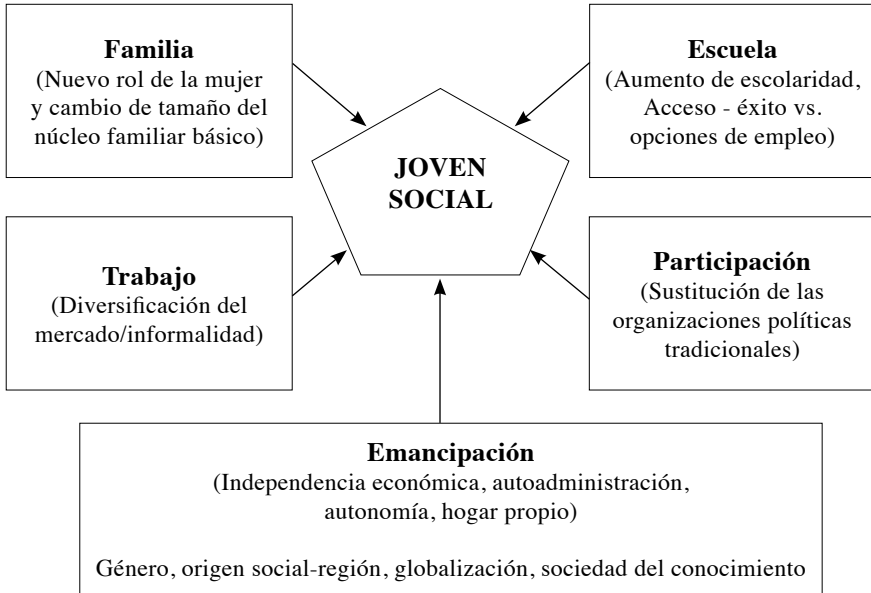 Familia
(Nuevo rol de la mujer
y cambio de tamaño del
núcleo familiar básico)
Escuela
(Aumento de escolaridad,
Acceso - éxito vs.
opciones de empleo)
JOVEN
SOCIAL
Trabajo
(Diversificación del
mercado/informalidad)
Participación
(Sustitución de las
organizaciones políticas
tradicionales)
Emancipación
(Independencia económica, autoadministración,
autonomía, hogar propio)
Género, origen social-región, globalización, sociedad del conocimiento